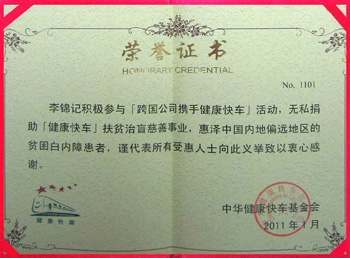 荣誉证书
HONORARY CREDENTIAL
No. 1101
李锦记积极参与「跨国公司携手健康快车」活动，无私捐
助「健康快车」扶贫治盲慈善事业，惠泽中国内地偏远地区的
贫困白内障患者，谨代表所有受惠人士向此义举致以衷心感
谢。
健康快车
中华健康快车基金会
2011年1月